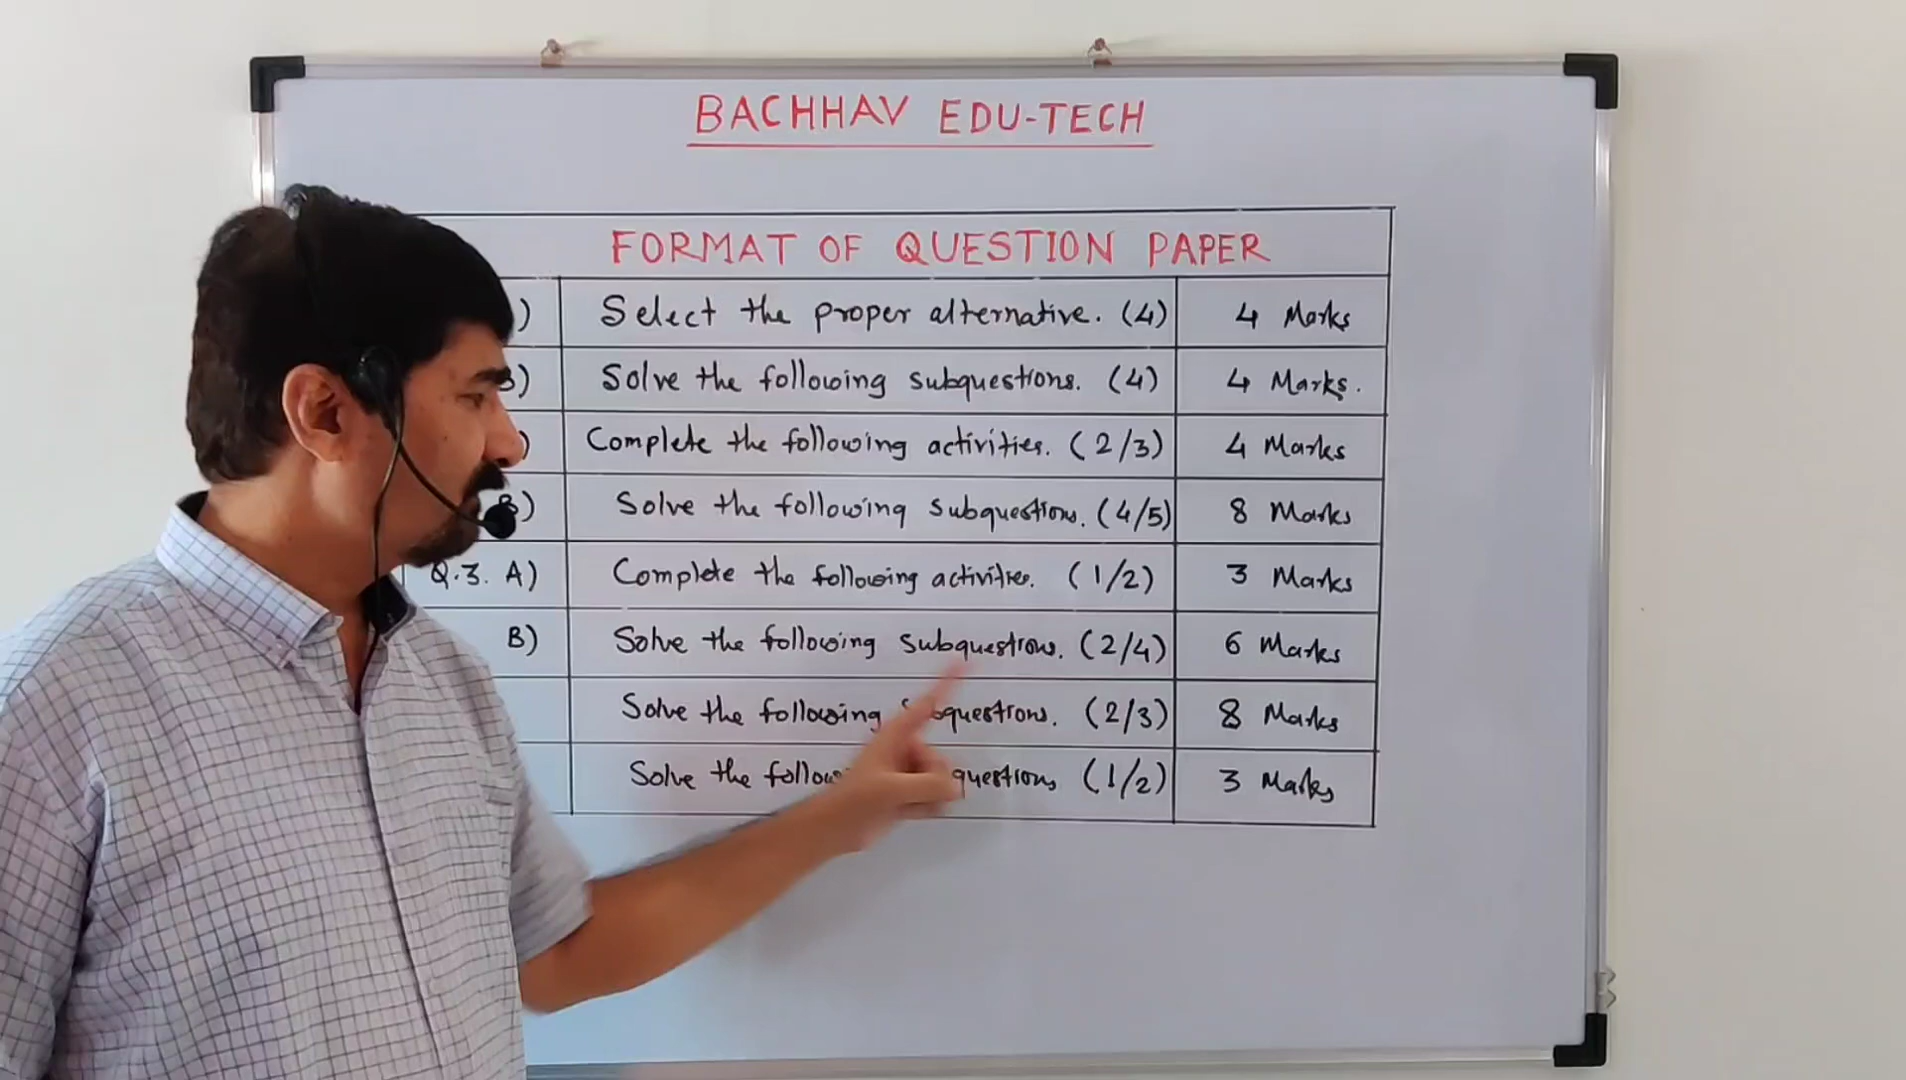 BACHHAV EDU-TECH
FORMAT OF QUESTION PAPER
) Select the proper alternative. (4) 4 Marks
B) Solve the following subquestions. (4) 4 Marks.
) Complete the following activities. (2/3) 4 Marks
B) Solve the following subquestions. (4/5) 8 Marks
Q.3. A) Complete the following activities. (1/2) 3 Marks
B) Solve the following subquestions. (2/4) 6 Marks
Solve the following subquestions. (2/3) 8 Marks
Solve the questions (1/2) 3 Marks